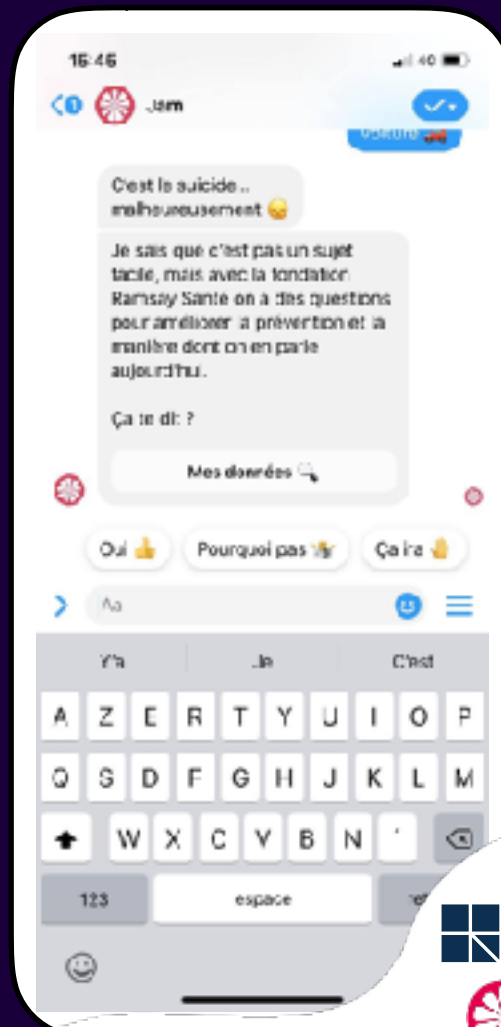 16:46
40
Jam
voiture 🚗
C'est le suicide..
malheureusement 😞
Je sais que c'est pas un sujet
facile, mais avec la fondation
Ramsay Santé on a des questions
pour améliorer la prévention et la
manière dont on en parle
aujourd'hui.
Ça te dit ?
Mes données 🔍
Oui 👍
Pourquoi pas
Ça ira 🤚
Aa
Y'a
Je
C'est
A Z E R T Y U I O P
Q S D F G H J K L M
W X C V B N '
123
espace